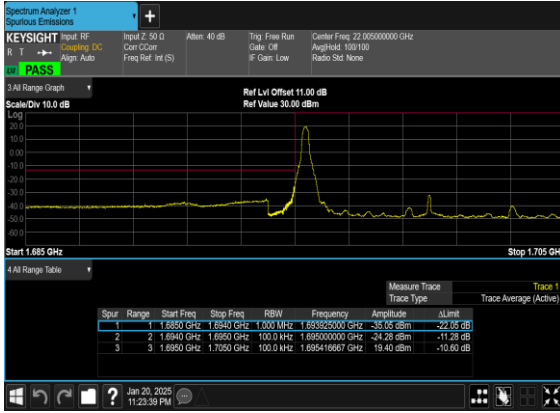 Spectrum Analyzer 1
Spurious Emissions
KEYSIGHT
R T
PASS
Input: RF
Coupling: DC
Align: Auto
Input Z: 50 Ω
Corr CCorr
Freq Ref: Int (S)
Atten: 40 dB
Trig: Free Run
Gate: Off
IF Gain: Low
Center Freq: 22.005000000 GHz
Avg|Hold: 100/100
Radio Std: None
3 All Range Graph
Scale/Div 10.0 dB
Ref Lvl Offset 11.00 dB
Ref Value 30.00 dBm
Log
20.0
10.0
0.00
-10.0
-20.0
-30.0
-40.0
-50.0
-60.0
Start 1.685 GHz
Stop 1.705 GH
4 All Range Table
Measure Trace Trace 1
Trace Type Trace Average (Active)
Spur Range Start Freq Stop Freq RBW Frequency Amplitude ΔLimit
1 1 1.6850 GHz 1.6940 GHz 1.000 MHz 1.693925000 GHz -35.05 dBm -22.05 dB
2 2 1.6940 GHz 1.6950 GHz 100.0 kHz 1.695000000 GHz -24.28 dBm -11.28 dB
3 3 1.6950 GHz 1.7050 GHz 100.0 kHz 1.695416667 GHz 19.40 dBm -10.60 dB
Jan 20, 2025
11:23:39 PM